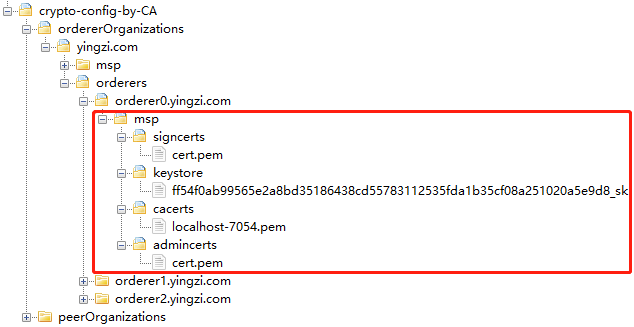 crypto-config-by-CA
ordererOrganizations
yingzi.com
msp
orderers
orderer0.yingzi.com
msp
signcerts
cert.pem
keystore
ff54f0ab99565e2a8bd35186438cd55783112535fda1b35cf08a251020a5e9d8_sk
cacerts
localhost-7054.pem
admincerts
cert.pem
orderer1.yingzi.com
orderer2.yingzi.com
peerOrganizations